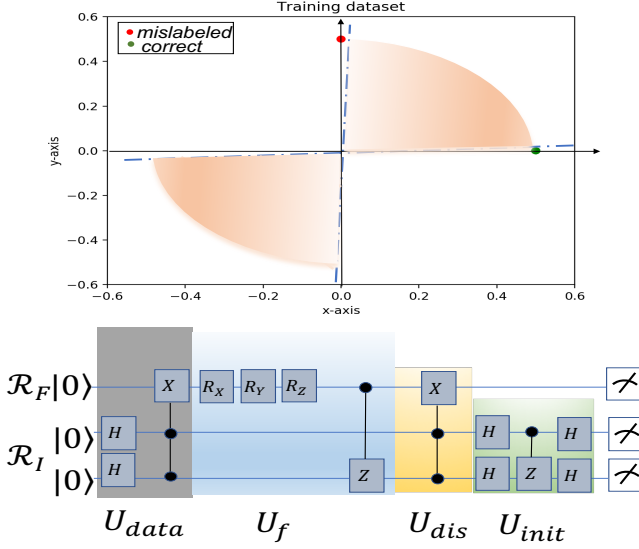 Training dataset
mislabeled
correct
0.6
0.4
0.2
0.0
−0.2
−0.4
−0.6
y-axis
−0.6 −0.4 −0.2 0.0 0.2 0.4 0.6
x-axis
R_F |0⟩ X R_X R_Y R_Z X
R_I |0⟩ H H H
|0⟩ H Z H Z H
U_data U_f U_dis U_init